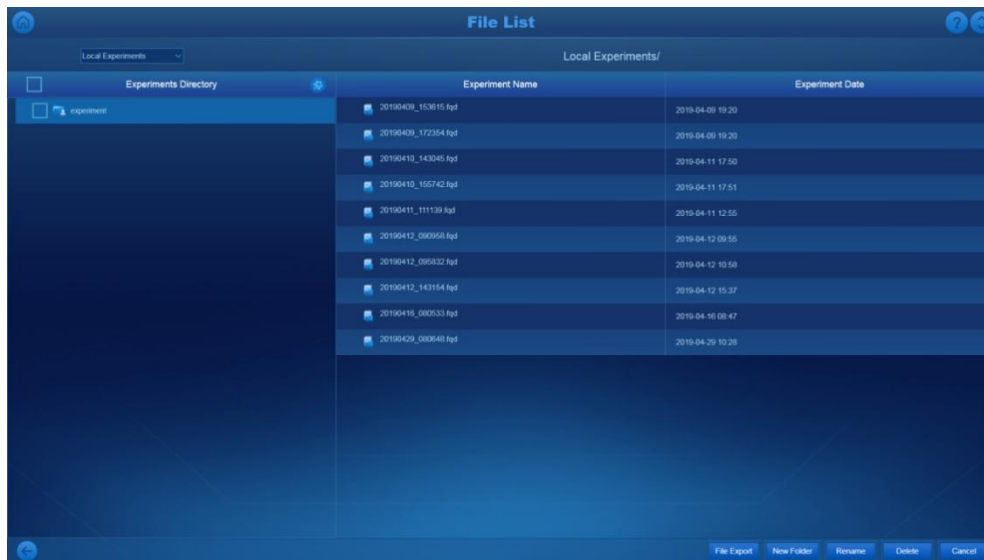 File List
?
Local Experiments
Local Experiments/
Experiments Directory
Experiment Name
Experiment Date
experiment
20190409_153615.fqd
2019-04-09 19:20
20190409_172354.fqd
2019-04-09 19:20
20190410_143045.fqd
2019-04-11 17:50
20190410_155742.fqd
2019-04-11 17:51
20190411_111139.fqd
2019-04-11 12:55
20190412_090958.fqd
2019-04-12 09:55
20190412_095832.fqd
2019-04-12 10:58
20190412_143154.fqd
2019-04-12 15:37
20190416_080533.fqd
2019-04-16 08:47
20190429_080648.fqd
2019-04-29 10:28
File Export
New Folder
Rename
Delete
Cancel